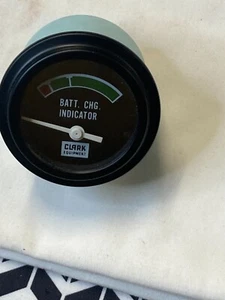 BATT. CHG.
INDICATOR
CLARK
EQUIPMENT